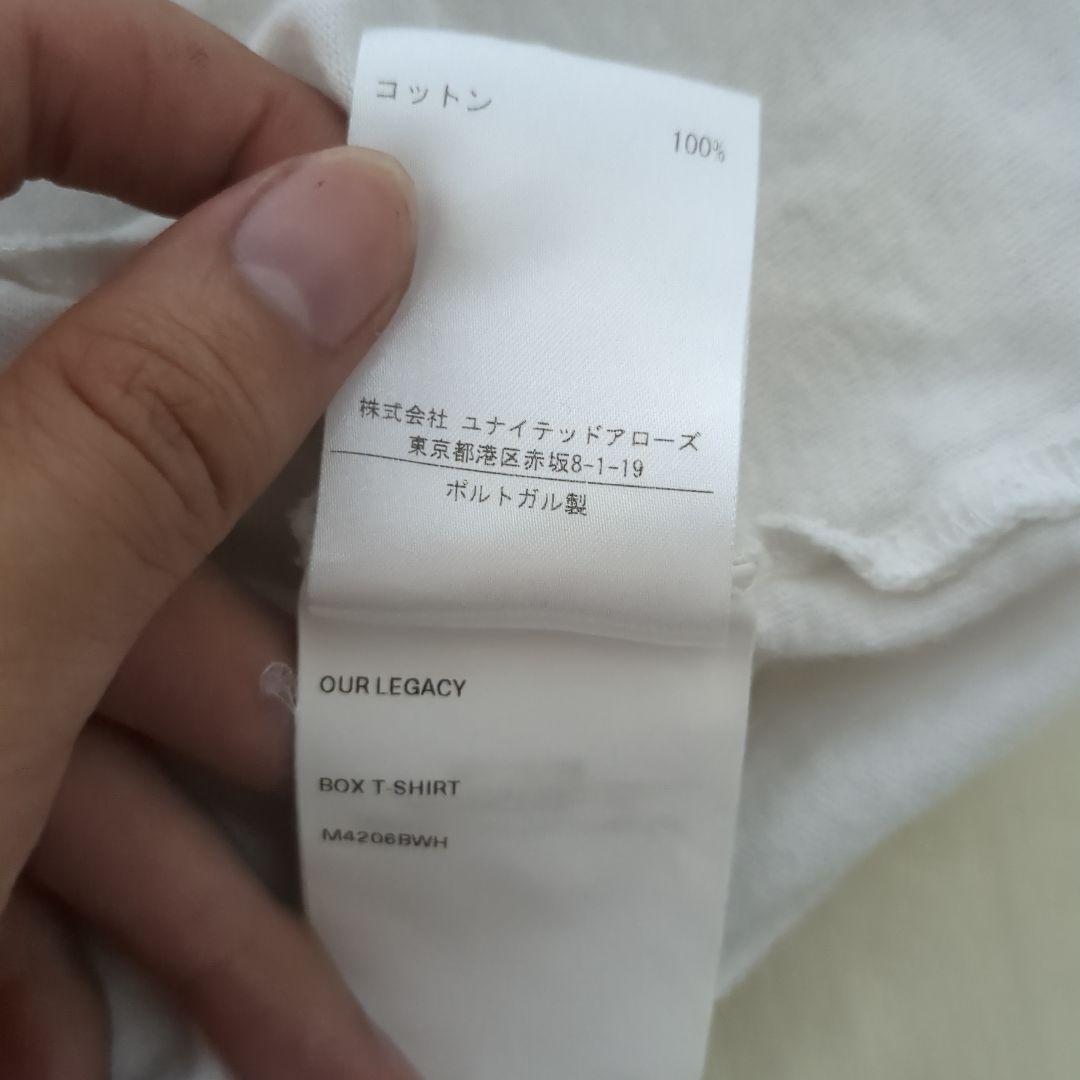 コットン
100%
株式会社 ユナイテッドアローズ
東京都港区赤坂8-1-19
ポルトガル製
OUR LEGACY
BOX T-SHIRT
M4206BWH